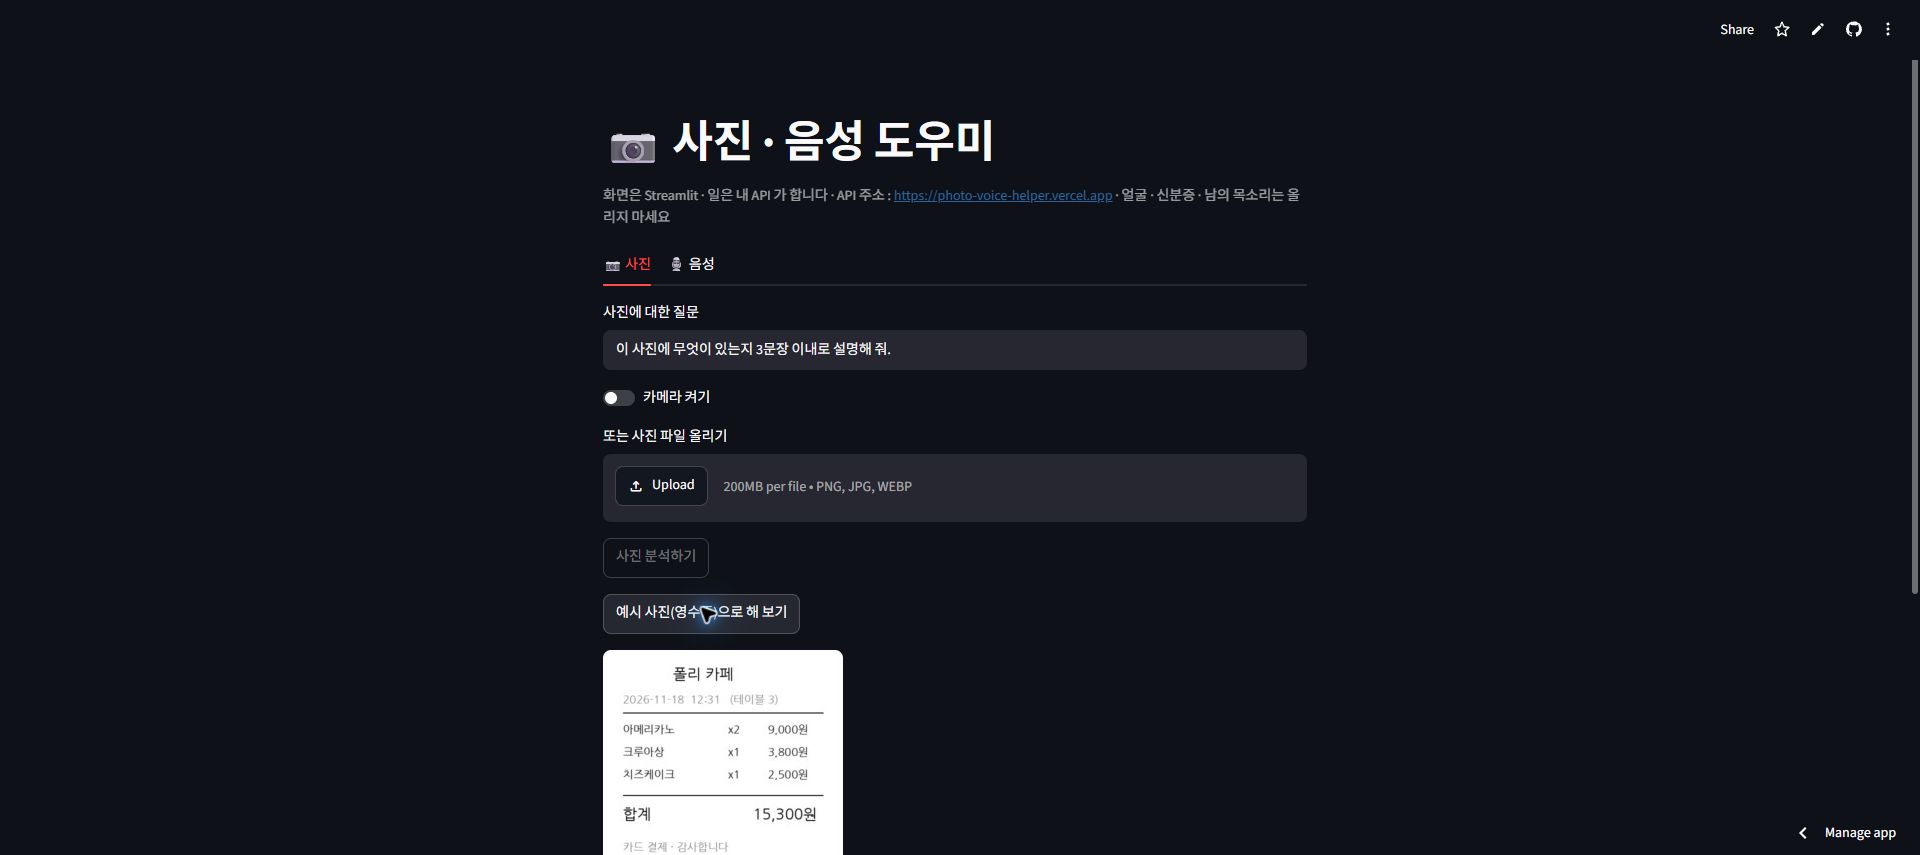 Share
사진 · 음성 도우미
화면은 Streamlit · 일은 내 API 가 합니다 · API 주소 : https://photo-voice-helper.vercel.app · 얼굴 · 신분증 · 남의 목소리는 올
리지 마세요
사진 음성
사진에 대한 질문
이 사진에 무엇이 있는지 3문장 이내로 설명해 줘.
카메라 켜기
또는 사진 파일 올리기
Upload 200MB per file • PNG, JPG, WEBP
사진 분석하기
예시 사진(영수 )으로 해 보기
폴리 카페
2026-11-18 12:31 (테이블 3)
아메리카노 x2 9,000원
크루아상 x1 3,800원
치즈케이크 x1 2,500원
합계 15,300원
카드 결제 · 감사합니다
Manage app